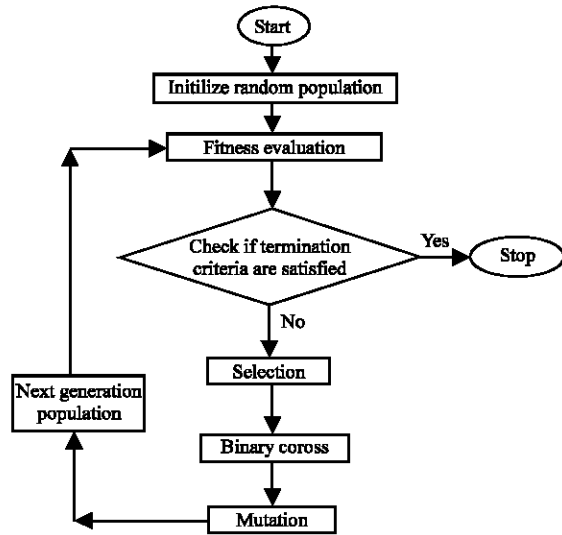 Start
Initilize random population
Fitness evaluation
Check if termination
criteria are satisfied
Yes
Stop
No
Selection
Next generation
population
Binary coross
Mutation